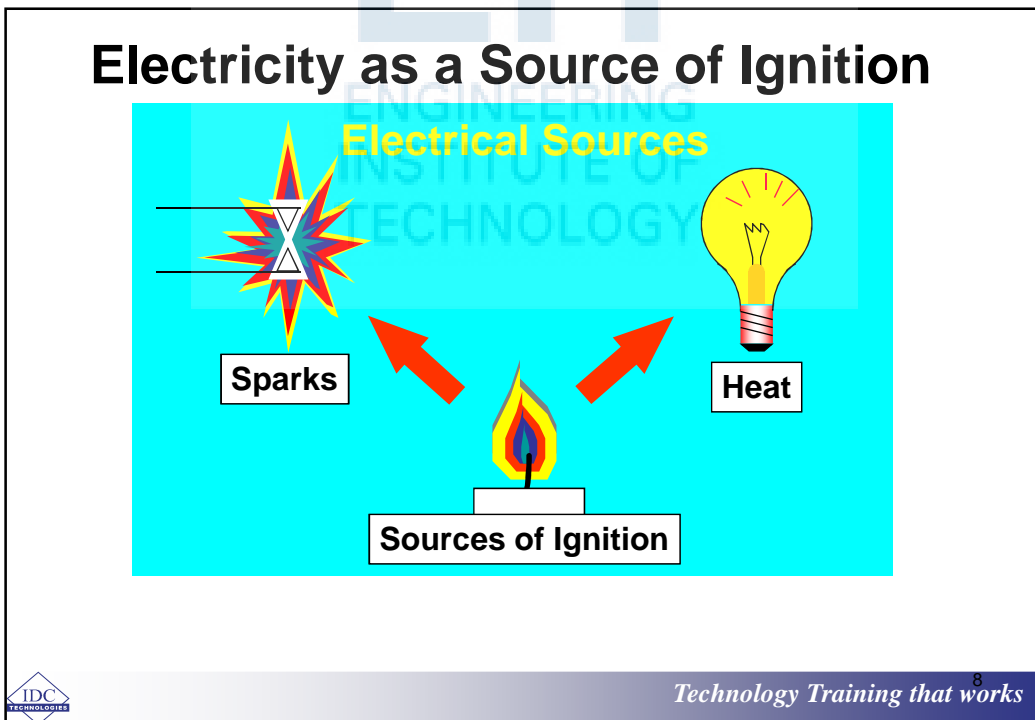 Electricity as a Source of Ignition
ENGINEERING
Electrical Sources
INSTITUTE OF
TECHNOLOGY
Sparks
Heat
Sources of Ignition
IDC
TECHNOLOGIES
Technology Training that works
8